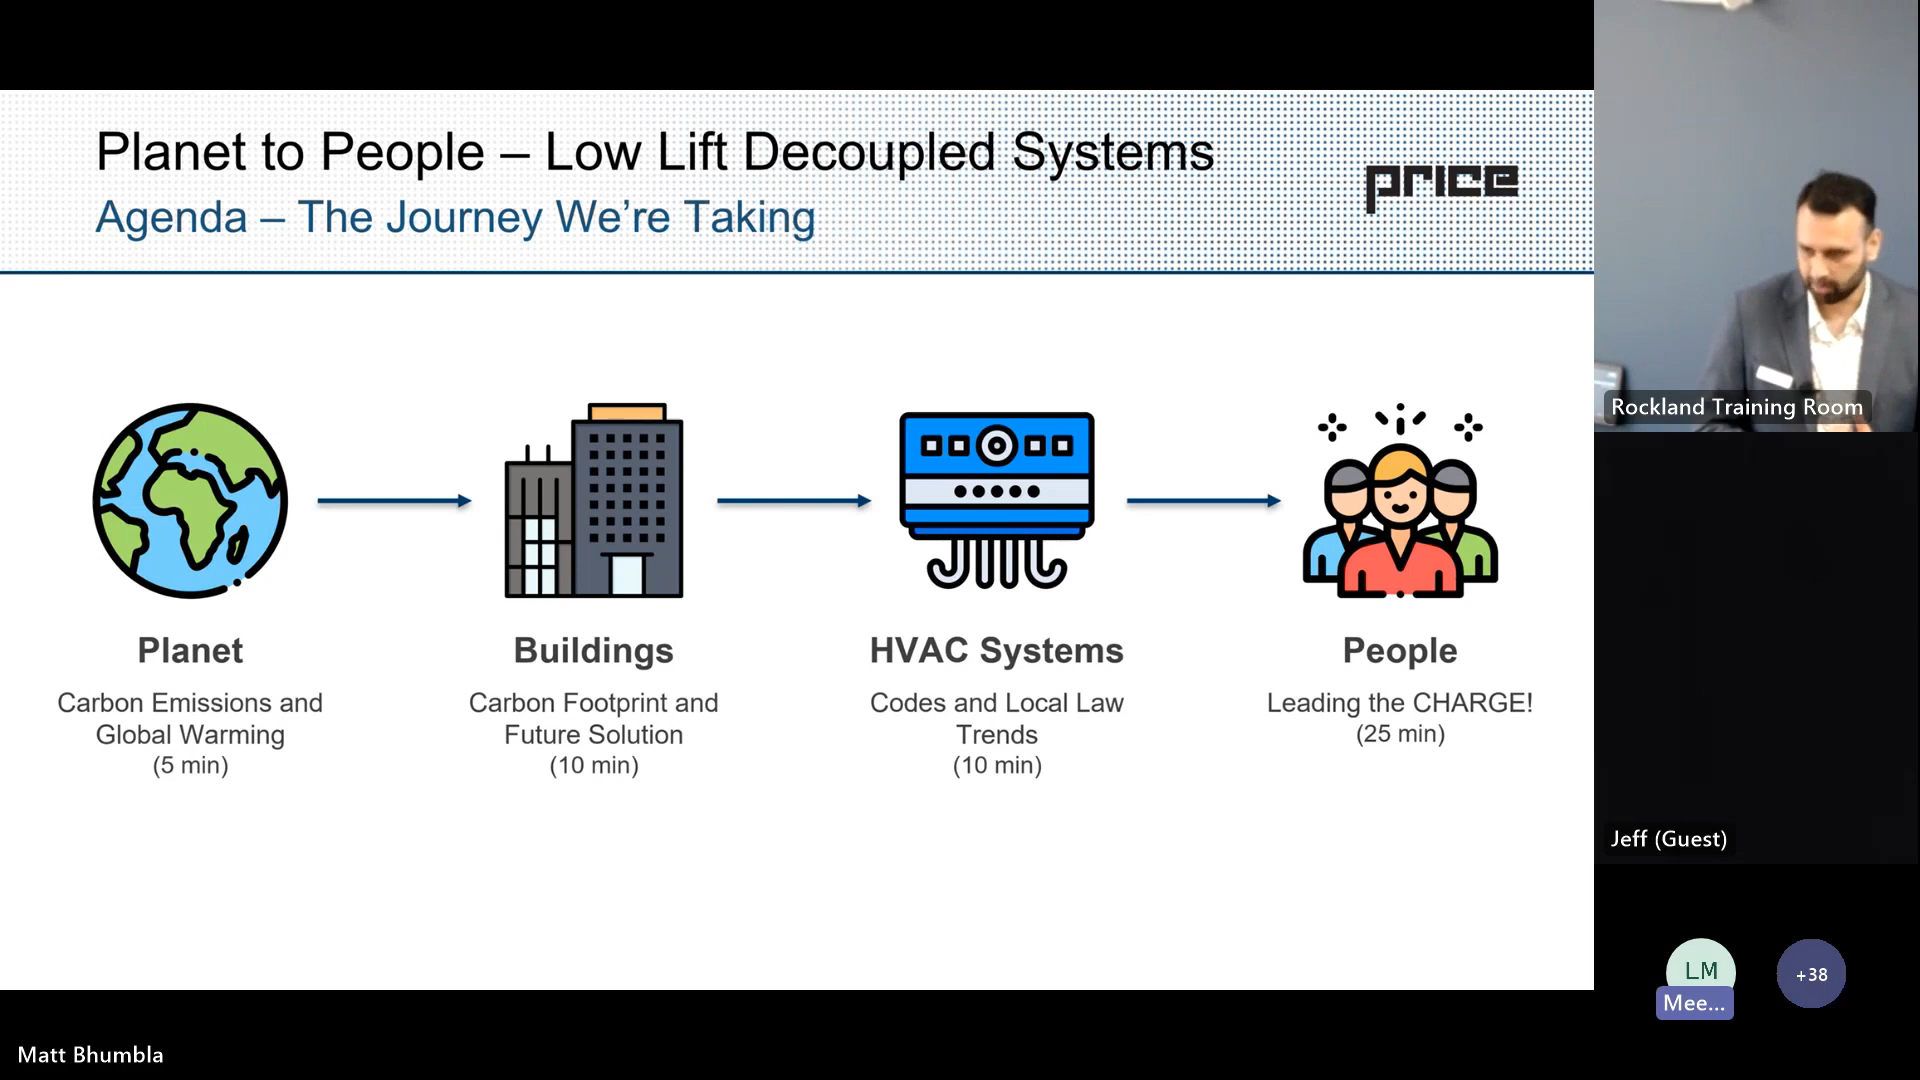 Planet to People – Low Lift Decoupled Systems
Agenda – The Journey We’re Taking
price
Planet
Carbon Emissions and
Global Warming
(5 min)
Buildings
Carbon Footprint and
Future Solution
(10 min)
HVAC Systems
Codes and Local Law
Trends
(10 min)
People
Leading the CHARGE!
(25 min)
Rockland Training Room
Jeff (Guest)
LM
Mee...
+38
Matt Bhumbla